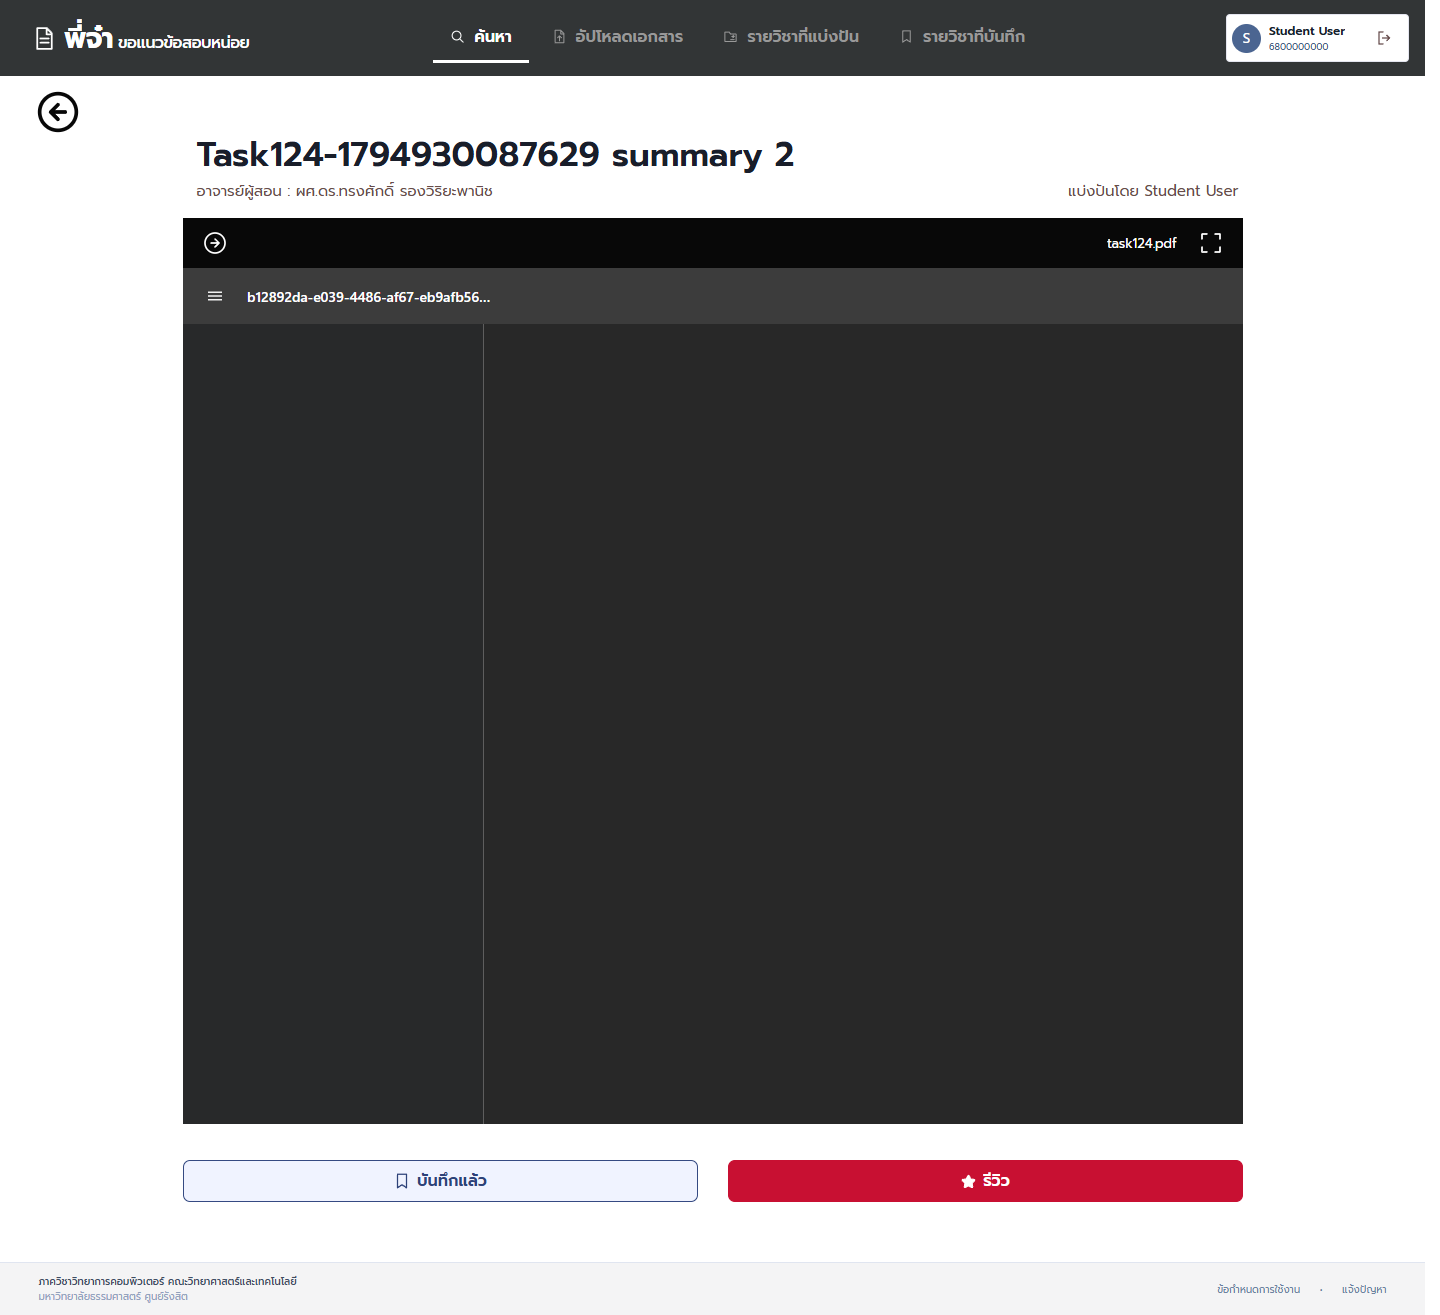 พี่จ๋า ขอแนวข้อสอบหน่อย
ค้นหา
อัปโหลดเอกสาร
รายวิชาที่แบ่งปัน
รายวิชาที่บันทึก
S
Student User
6800000000
Task124-1794930087629 summary 2
อาจารย์ผู้สอน : ผศ.ดร.ทรงศักดิ์ รองวิริยะพานิช
แบ่งปันโดย Student User
task124.pdf
b12892da-e039-4486-af67-eb9afb56...
บันทึกแล้ว
รีวิว
ภาควิชาวิทยาการคอมพิวเตอร์ คณะวิทยาศาสตร์และเทคโนโลยี
มหาวิทยาลัยธรรมศาสตร์ ศูนย์รังสิต
ข้อกำหนดการใช้งาน • แจ้งปัญหา